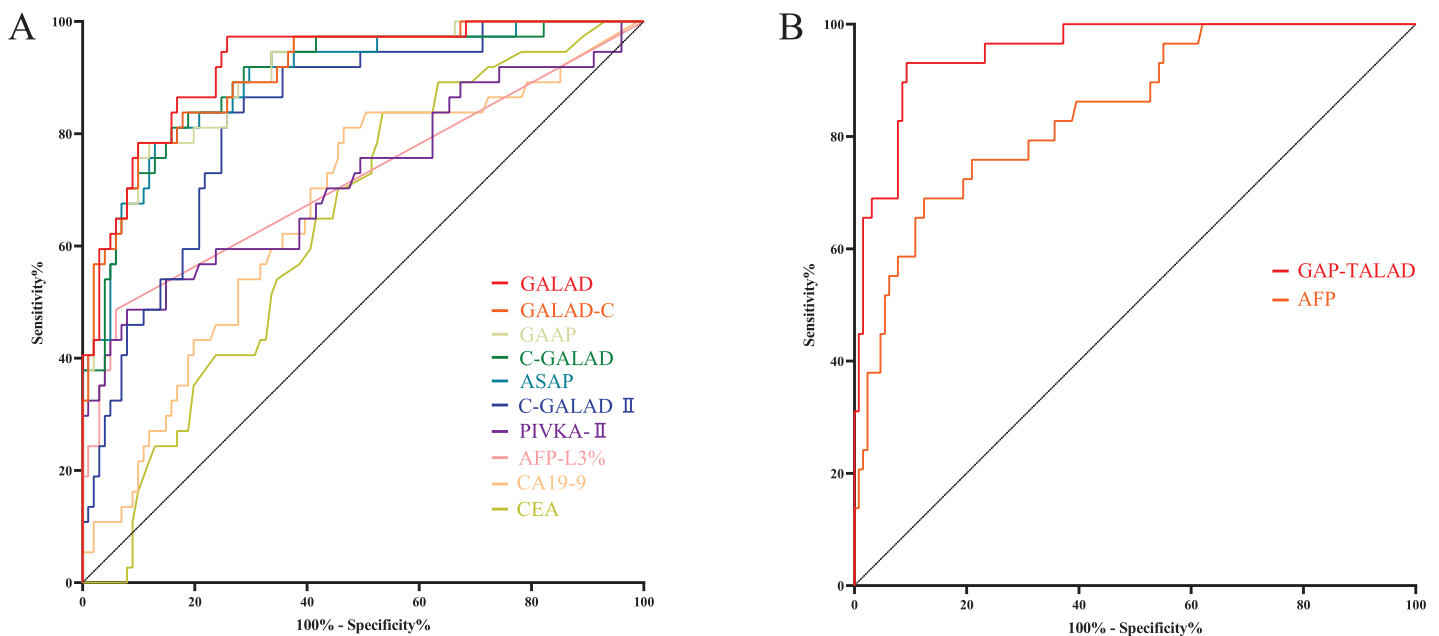 A
100
80
60
40
20
0
Sensitivity%
0 20 40 60 80 100
100% - Specificity%
GALAD
GALAD-C
GAAP
C-GALAD
ASAP
C-GALAD Ⅱ
PIVKA-Ⅱ
AFP-L3%
CA19-9
CEA
B
100
80
60
40
20
0
Sensitivity%
0 20 40 60 80 100
100% - Specificity%
GAP-TALAD
AFP